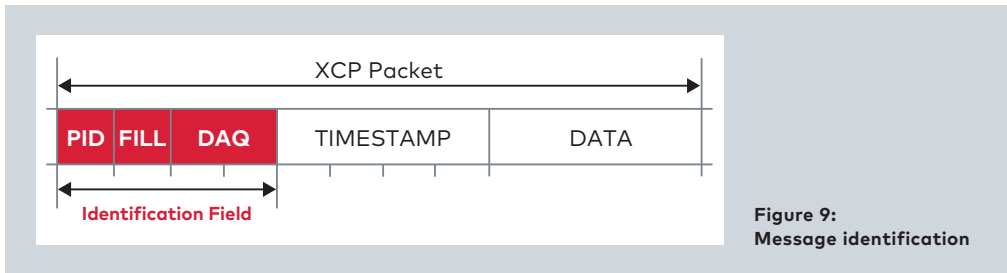 XCP Packet
PID FILL DAQ TIMESTAMP DATA
Identification Field
Figure 9:
Message identification